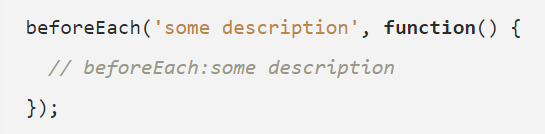 beforeEach('some description', function() {
// beforeEach:some description
});